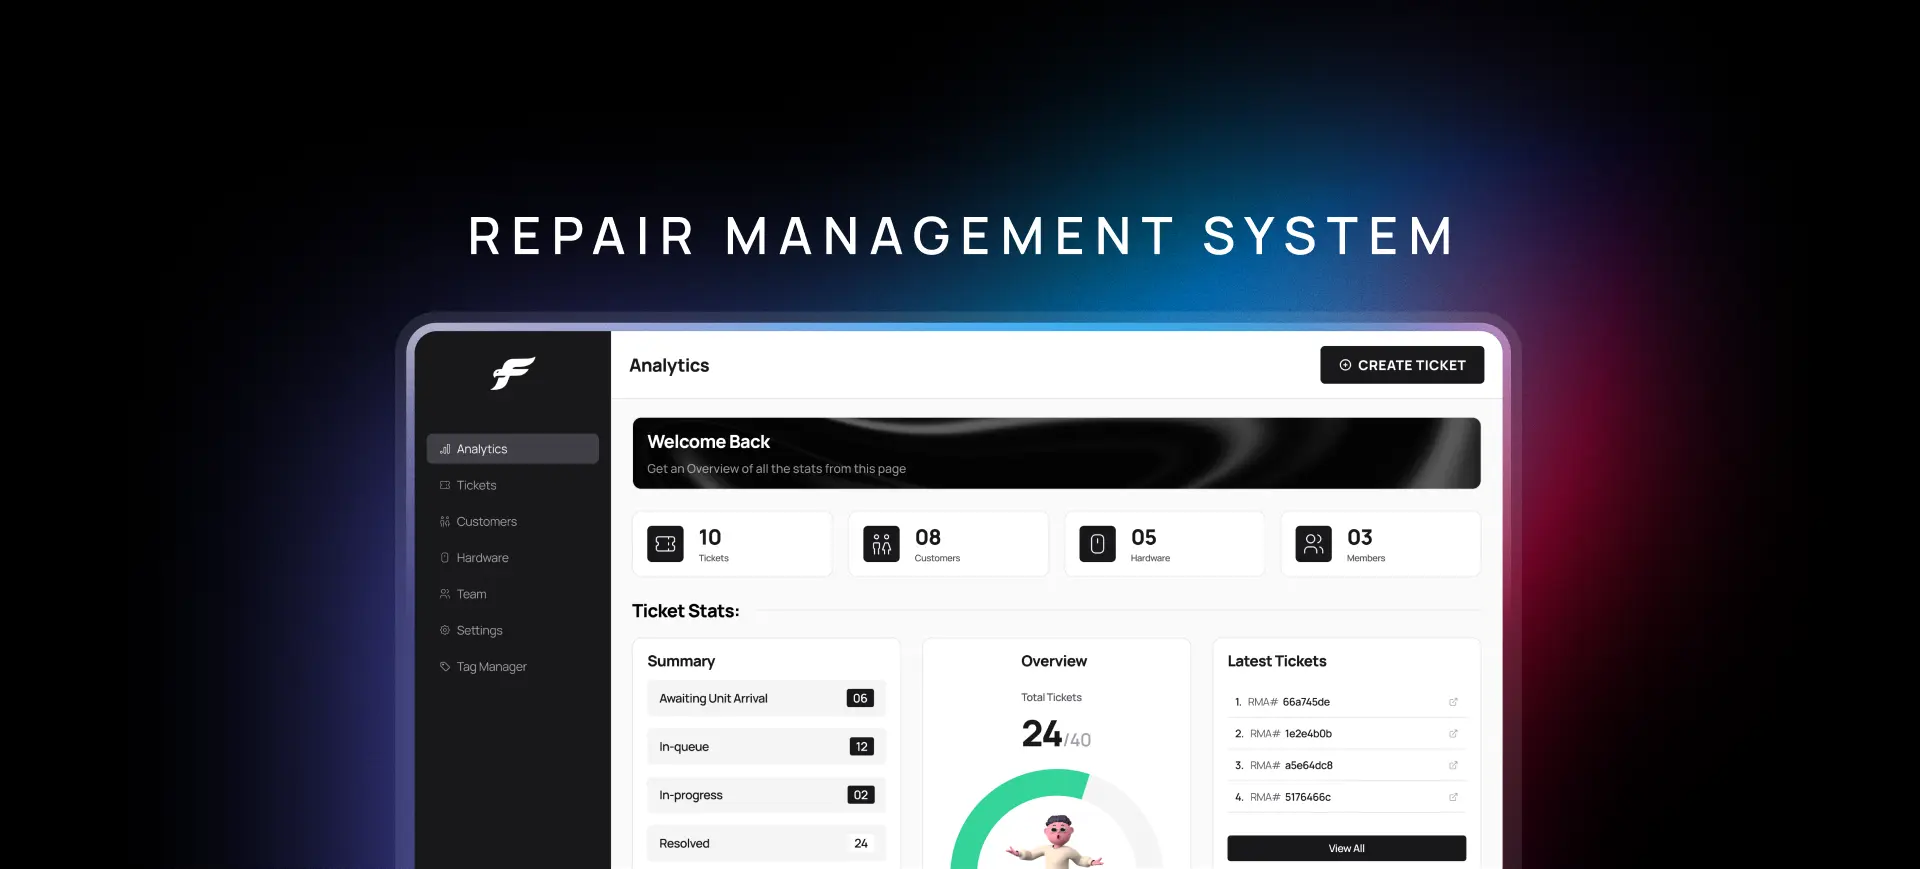 REPAIR MANAGEMENT SYSTEM
Analytics
CREATE TICKET
Analytics
Tickets
Customers
Hardware
Team
Settings
Tag Manager
Welcome Back
Get an Overview of all the stats from this page
10
Tickets
08
Customers
05
Hardware
03
Members
Ticket Stats:
Summary
Awaiting Unit Arrival 06
In-queue 12
In-progress 02
Resolved 24
Overview
Total Tickets
24/40
Latest Tickets
1. RMA# 66a745de
2. RMA# 1e2e4b0b
3. RMA# a5e64dc8
4. RMA# 5176466c
View All